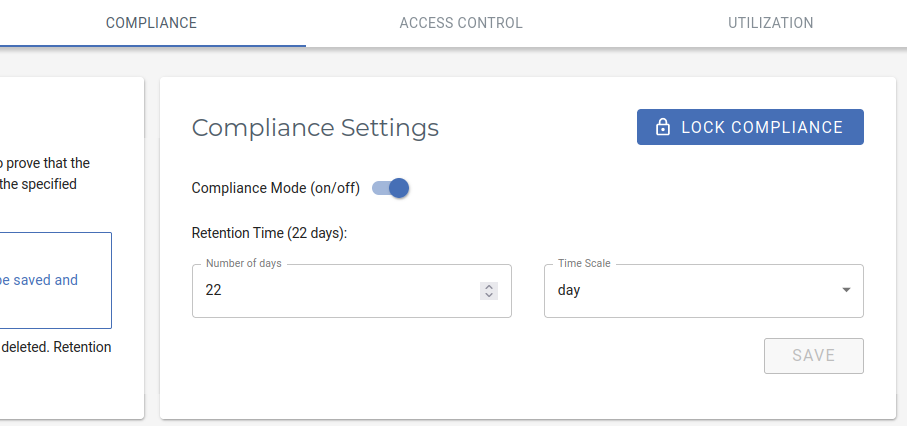 COMPLIANCE
ACCESS CONTROL
UTILIZATION
prove that the
the specified
saved and
deleted. Retention
Compliance Settings
LOCK COMPLIANCE
Compliance Mode (on/off)
Retention Time (22 days):
Number of days
22
Time Scale
day
SAVE